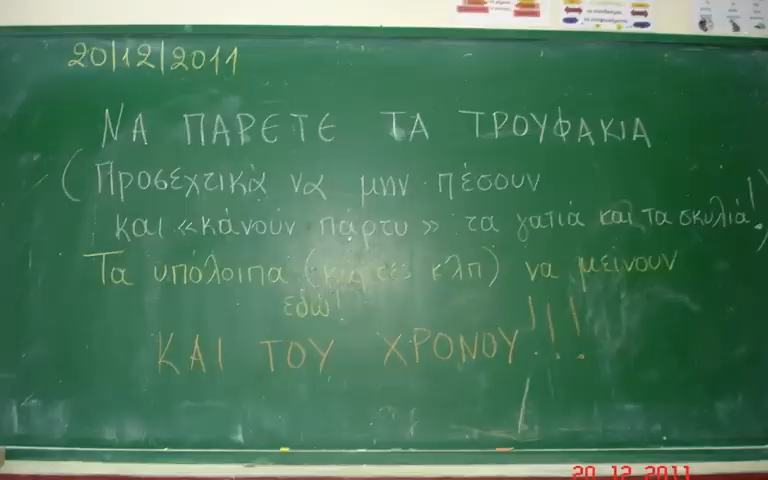 20/12/2011
ΝΑ ΠΑΡΕΤΕ ΤΑ ΤΡΟΥΦΑΚΙΑ
(Προσεχτικά να μην πέσουν
και «κάνουν πάρτυ» τα γατιά και τα σκυλιά!)
Τα υπόλοιπα (κάρτες κλπ) να μείνουν
εδώ!
ΚΑΙ ΤΟΥ ΧΡΟΝΟΥ!!!
20 12 2011